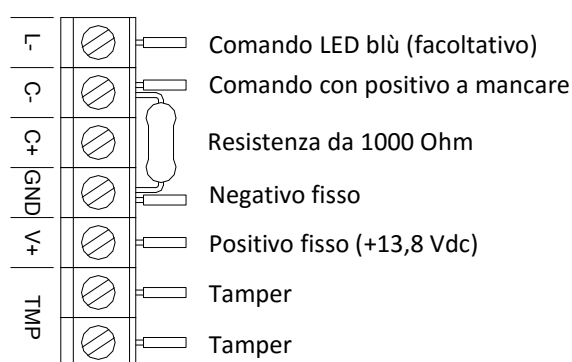 L- Comando LED blù (facoltativo)
C- Comando con positivo a mancare
C+ Resistenza da 1000 Ohm
GND Negativo fisso
V+ Positivo fisso (+13,8 Vdc)
TMP Tamper
Tamper